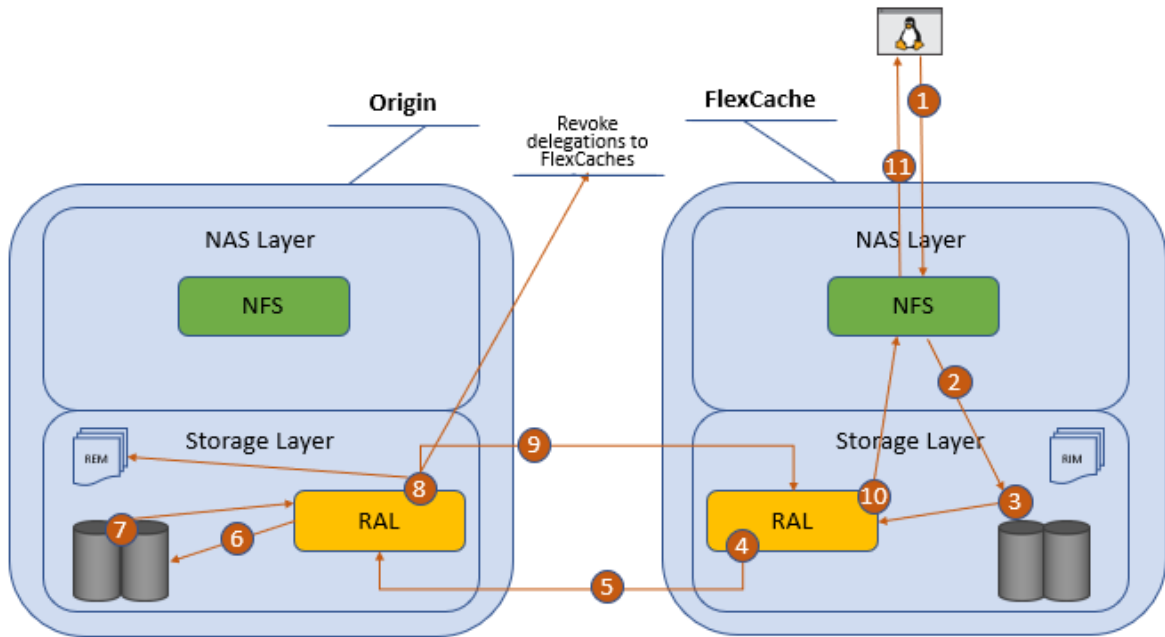 1
Origin
FlexCache
Revoke
delegations to
FlexCaches
11
NAS Layer
NAS Layer
NFS
NFS
2
Storage Layer
9
Storage Layer
REM
RIM
8
10
3
7
RAL
RAL
6
4
5